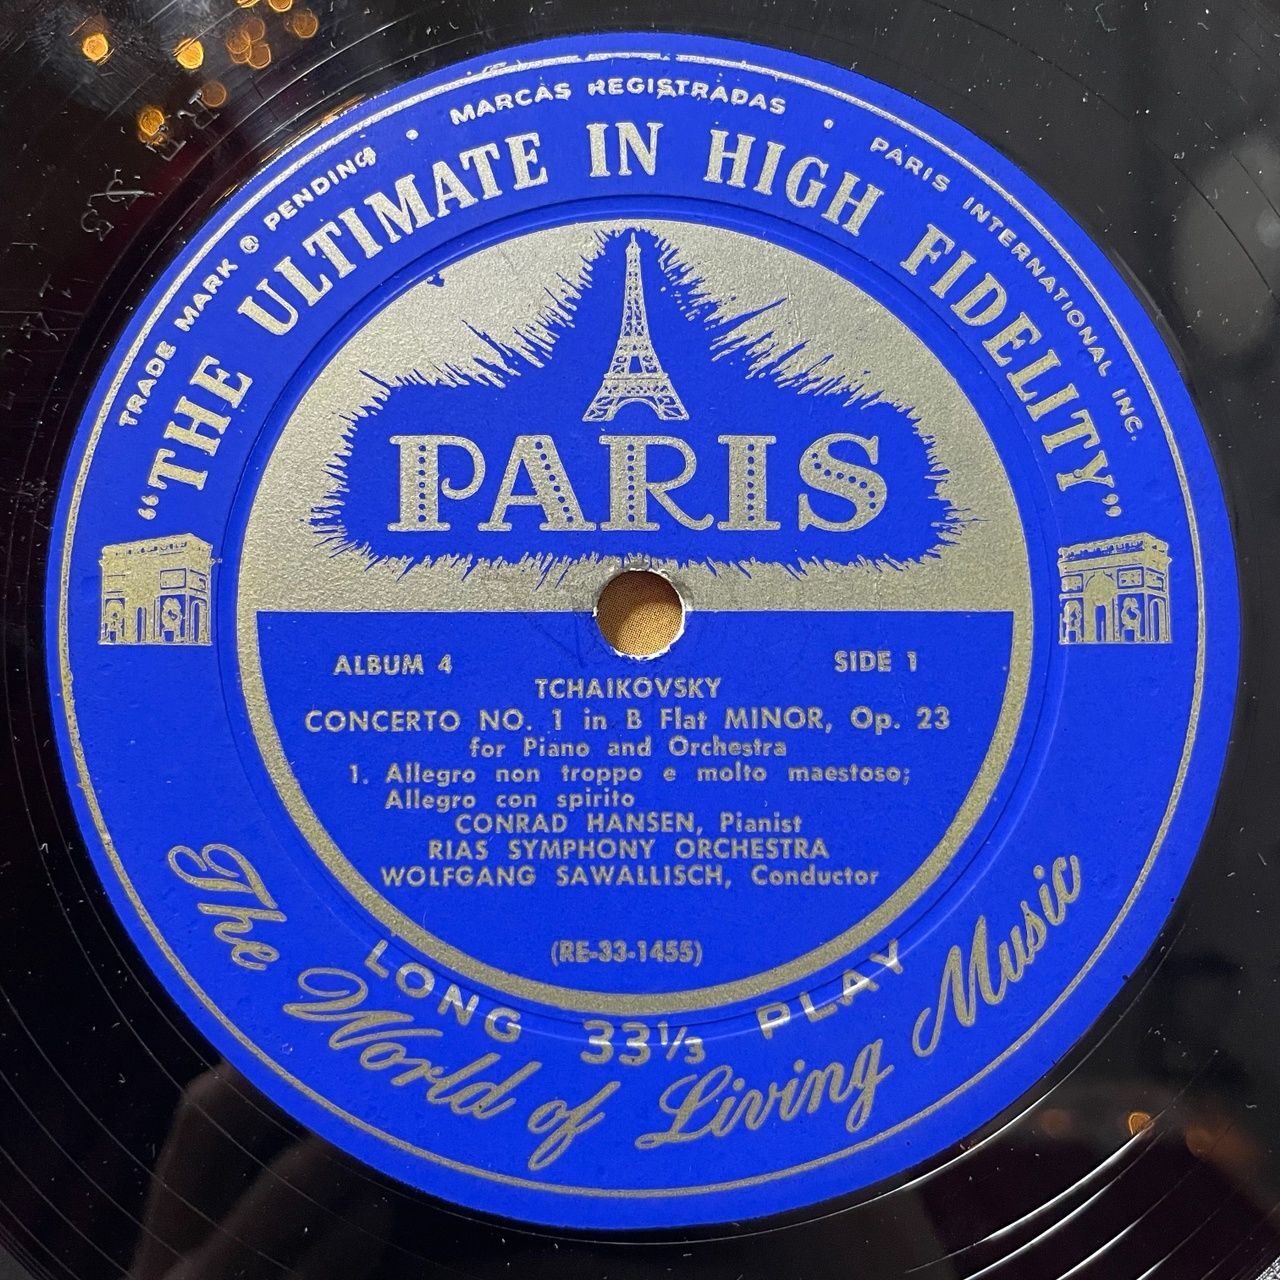 TRADE MARK ® PENDING • MARCAS REGISTRADAS • PARIS INTERNATIONAL INC.
“THE ULTIMATE IN HIGH FIDELITY”
PARIS
ALBUM 4 SIDE 1
TCHAIKOVSKY
CONCERTO NO. 1 in B Flat MINOR, Op. 23
for Piano and Orchestra
1. Allegro non troppo e molto maestoso;
Allegro con spirito
CONRAD HANSEN, Pianist
RIAS SYMPHONY ORCHESTRA
WOLFGANG SAWALLISCH, Conductor
(RE-33-1455)
LONG 33⅓ PLAY
The World of Living Music